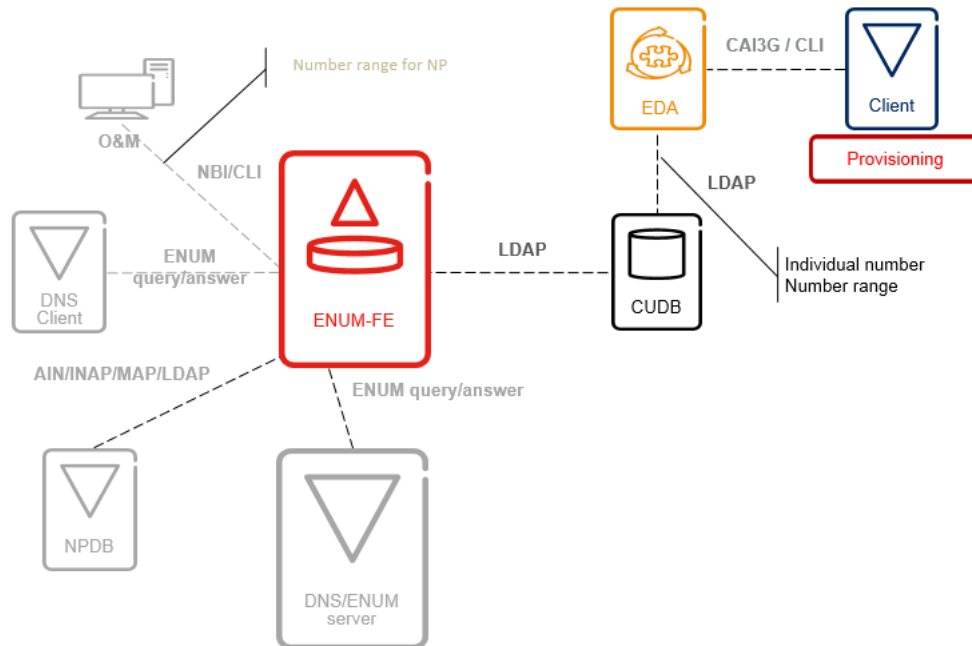 CAI3G / CLI
Number range for NP
EDA
Client
O&M
Provisioning
NBI/CLI
LDAP
ENUM
query/answer
LDAP
Individual number
Number range
DNS
Client
ENUM-FE
CUDB
AIN/INAP/MAP/LDAP
ENUM query/answer
NPDB
DNS/ENUM
server